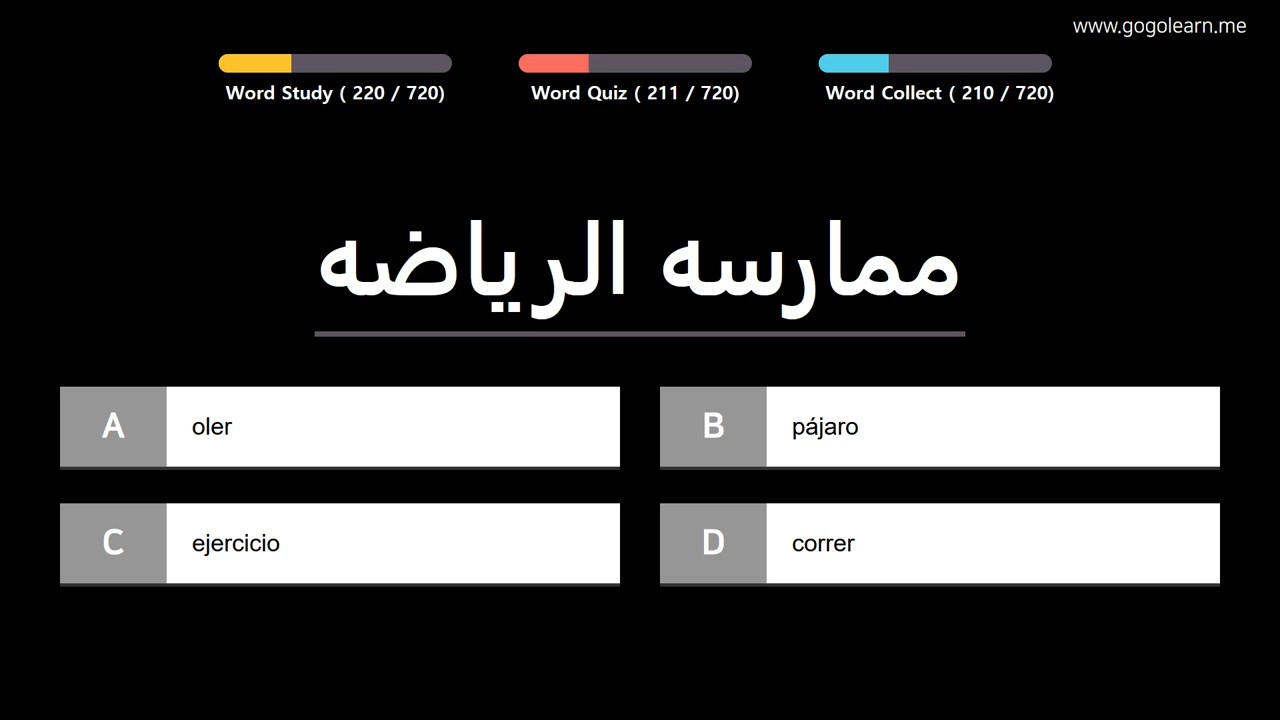 www.gogolearn.me
Word Study ( 220 / 720)
Word Quiz ( 211 / 720)
Word Collect ( 210 / 720)
ممارسه الرياضه
A oler
B pájaro
C ejercicio
D correr